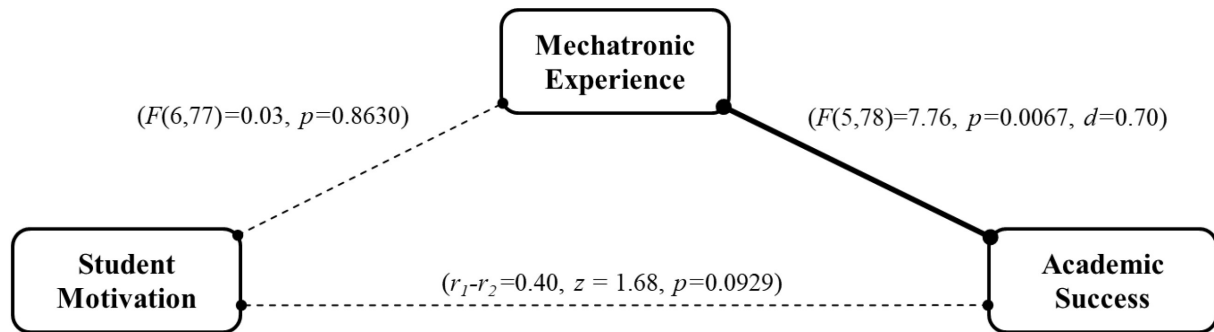 Mechatronic
Experience
(F(6,77)=0.03, p=0.8630)
(F(5,78)=7.76, p=0.0067, d=0.70)
Student
Motivation
(r1-r2=0.40, z = 1.68, p=0.0929)
Academic
Success